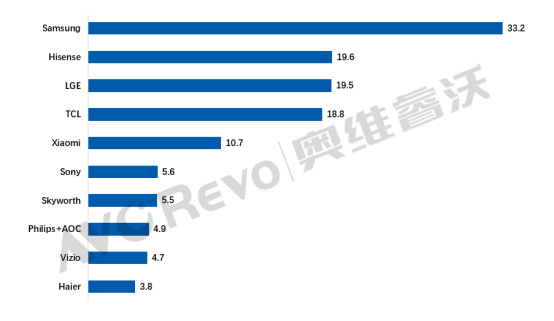 Samsung 33.2
Hisense 19.6
LGE 19.5
TCL 18.8
Xiaomi 10.7
Sony 5.6
Skyworth 5.5
Philips+AOC 4.9
Vizio 4.7
Haier 3.8
AVC Revo 奥维睿沃